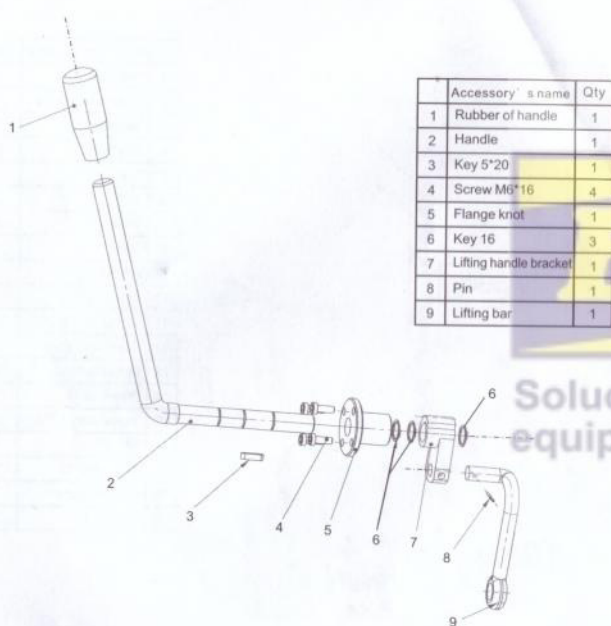 Accessory' s name Qty
1 Rubber of handle 1
2 Handle 1
3 Key 5*20 1
4 Screw M6*16 4
5 Flange knot 1
6 Key 16 3
7 Lifting handle bracket 1
8 Pin 1
9 Lifting bar 1
Soluc
equip
1
2
3
4
5
6
6
7
8
9